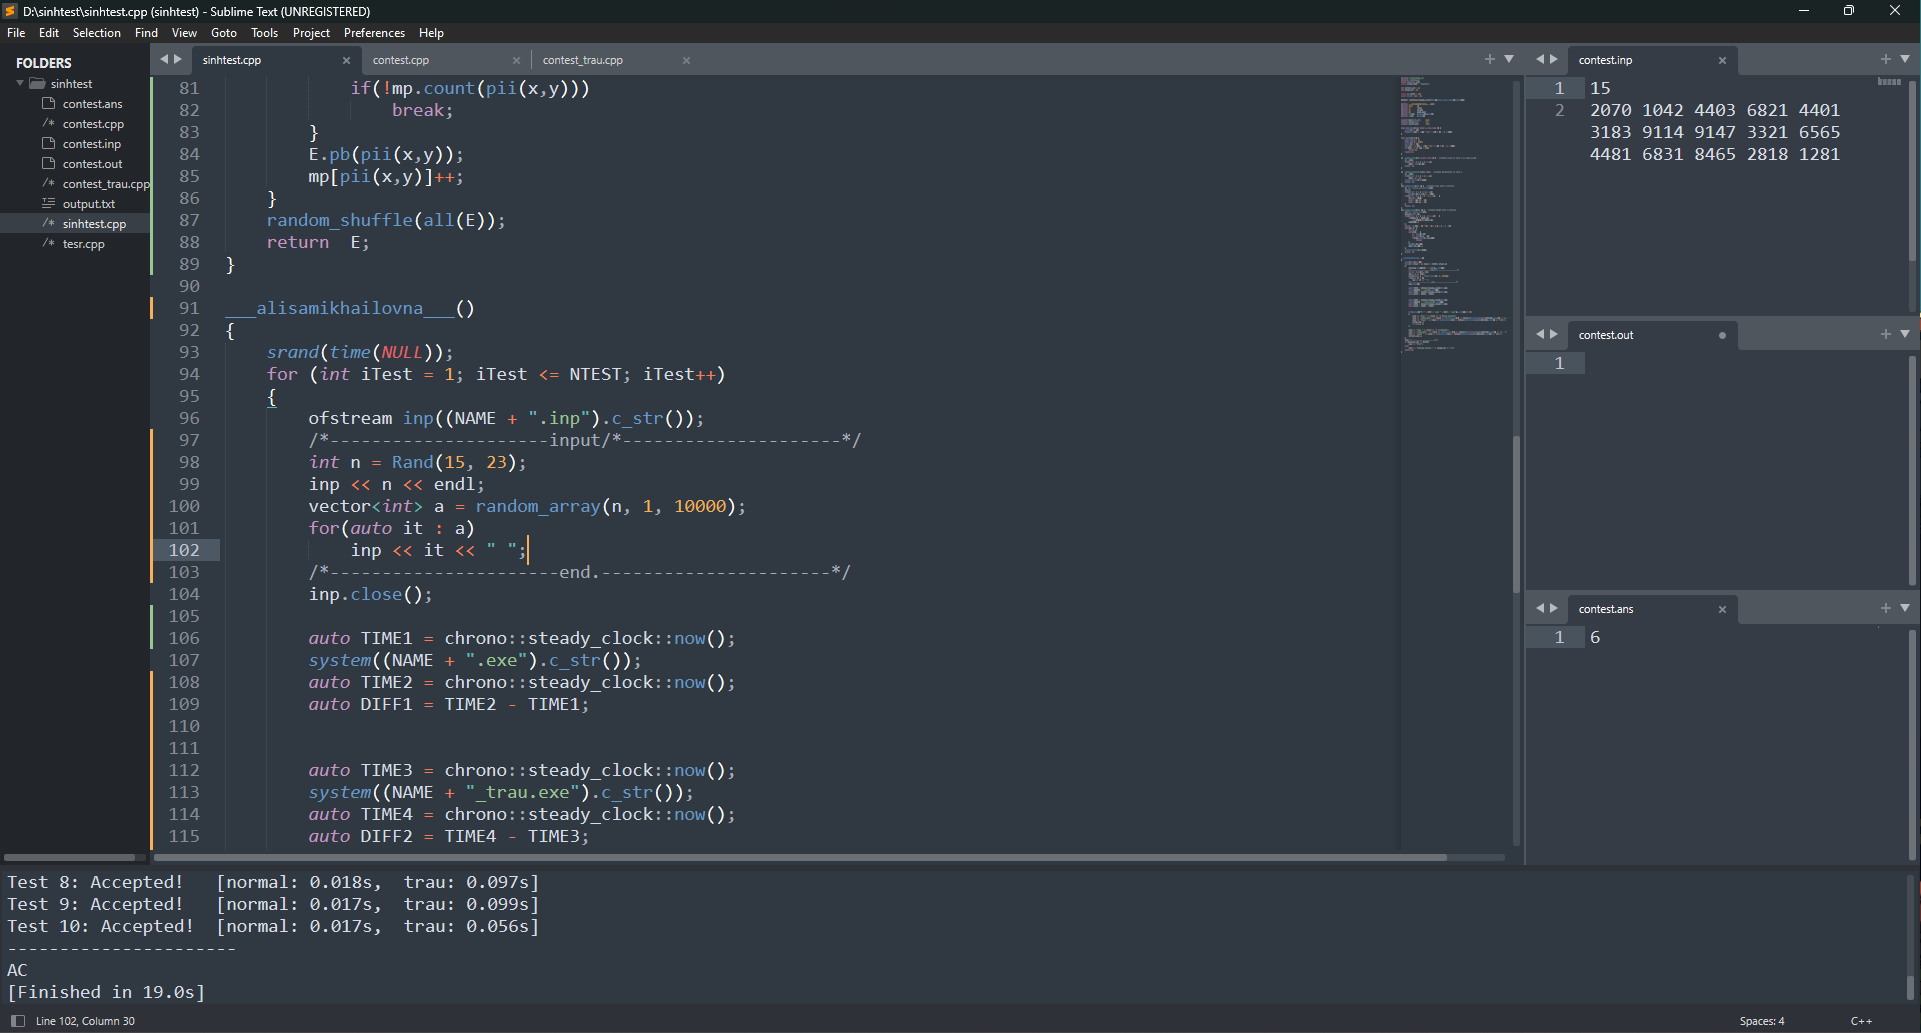 D:\sinhtest\sinhtest.cpp (sinhtest) - Sublime Text (UNREGISTERED)
File Edit Selection Find View Goto Tools Project Preferences Help
FOLDERS
sinhtest
contest.ans
/* contest.cpp
contest.inp
contest.out
/* contest_trau.cpp
output.txt
/* sinhtest.cpp
/* tesr.cpp
sinhtest.cpp contest.cpp contest_trau.cpp
81 if(!mp.count(pii(x,y)))
82 break;
83 }
84 E.pb(pii(x,y));
85 mp[pii(x,y)]++;
86 }
87 random_shuffle(all(E));
88 return  E;
89 }
90
91 ___alisamikhailovna___()
92 {
93 srand(time(NULL));
94 for (int iTest = 1; iTest <= NTEST; iTest++)
95 {
96 ofstream inp((NAME + ".inp").c_str());
97 /*---------------------input/*---------------------*/
98 int n = Rand(15, 23);
99 inp << n << endl;
100 vector<int> a = random_array(n, 1, 10000);
101 for(auto it : a)
102 inp << it << " ";
103 /*----------------------end.----------------------*/
104 inp.close();
105
106 auto TIME1 = chrono::steady_clock::now();
107 system((NAME + ".exe").c_str());
108 auto TIME2 = chrono::steady_clock::now();
109 auto DIFF1 = TIME2 - TIME1;
110
111
112 auto TIME3 = chrono::steady_clock::now();
113 system((NAME + "_trau.exe").c_str());
114 auto TIME4 = chrono::steady_clock::now();
115 auto DIFF2 = TIME4 - TIME3;
contest.inp
1 15
2 2070 1042 4403 6821 4401
3183 9114 9147 3321 6565
4481 6831 8465 2818 1281
contest.out
1
contest.ans
1 6
Test 8: Accepted!   [normal: 0.018s,  trau: 0.097s]
Test 9: Accepted!   [normal: 0.017s,  trau: 0.099s]
Test 10: Accepted!  [normal: 0.017s,  trau: 0.056s]
----------------------
AC
[Finished in 19.0s]
Line 102, Column 30
Spaces: 4
C++